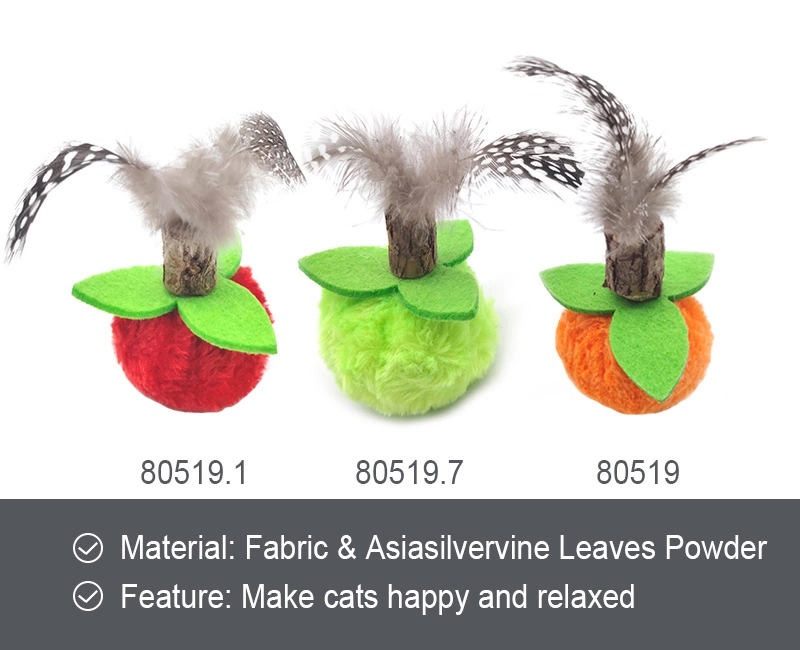 80519.1
80519.7
80519
Material: Fabric & Asiasilvervine Leaves Powder
Feature: Make cats happy and relaxed